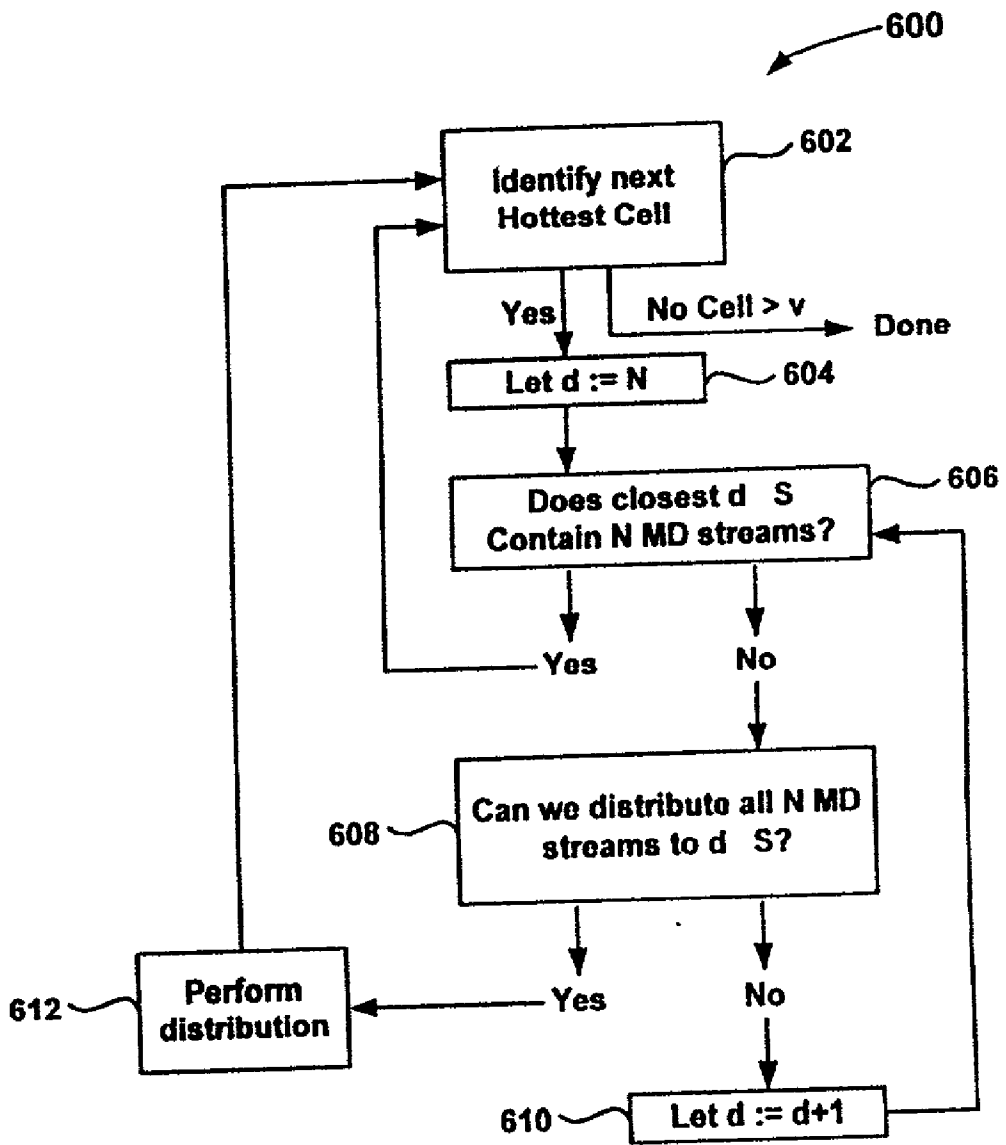 600
602
Identify next
Hottest Cell
Yes
No Cell > v
Done
Let d := N
604
606
Does closest d S
Contain N MD streams?
Yes
No
608
Can we distribute all N MD
streams to d S?
612
Perform
distribution
Yes
No
610
Let d := d+1